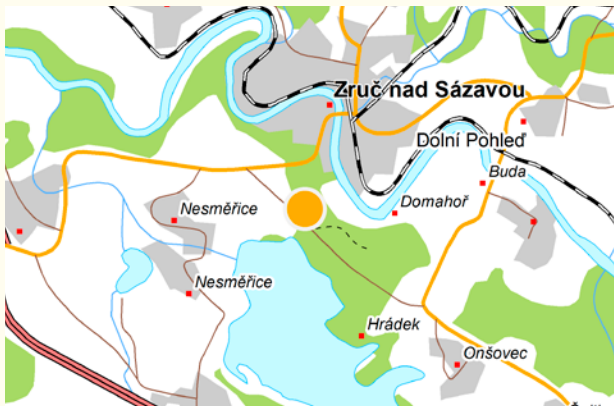 Zruč nad Sázavou
Dolní Pohleď
Buda
Nesměřice
Domahoř
Nesměřice
Hrádek
Onšovec